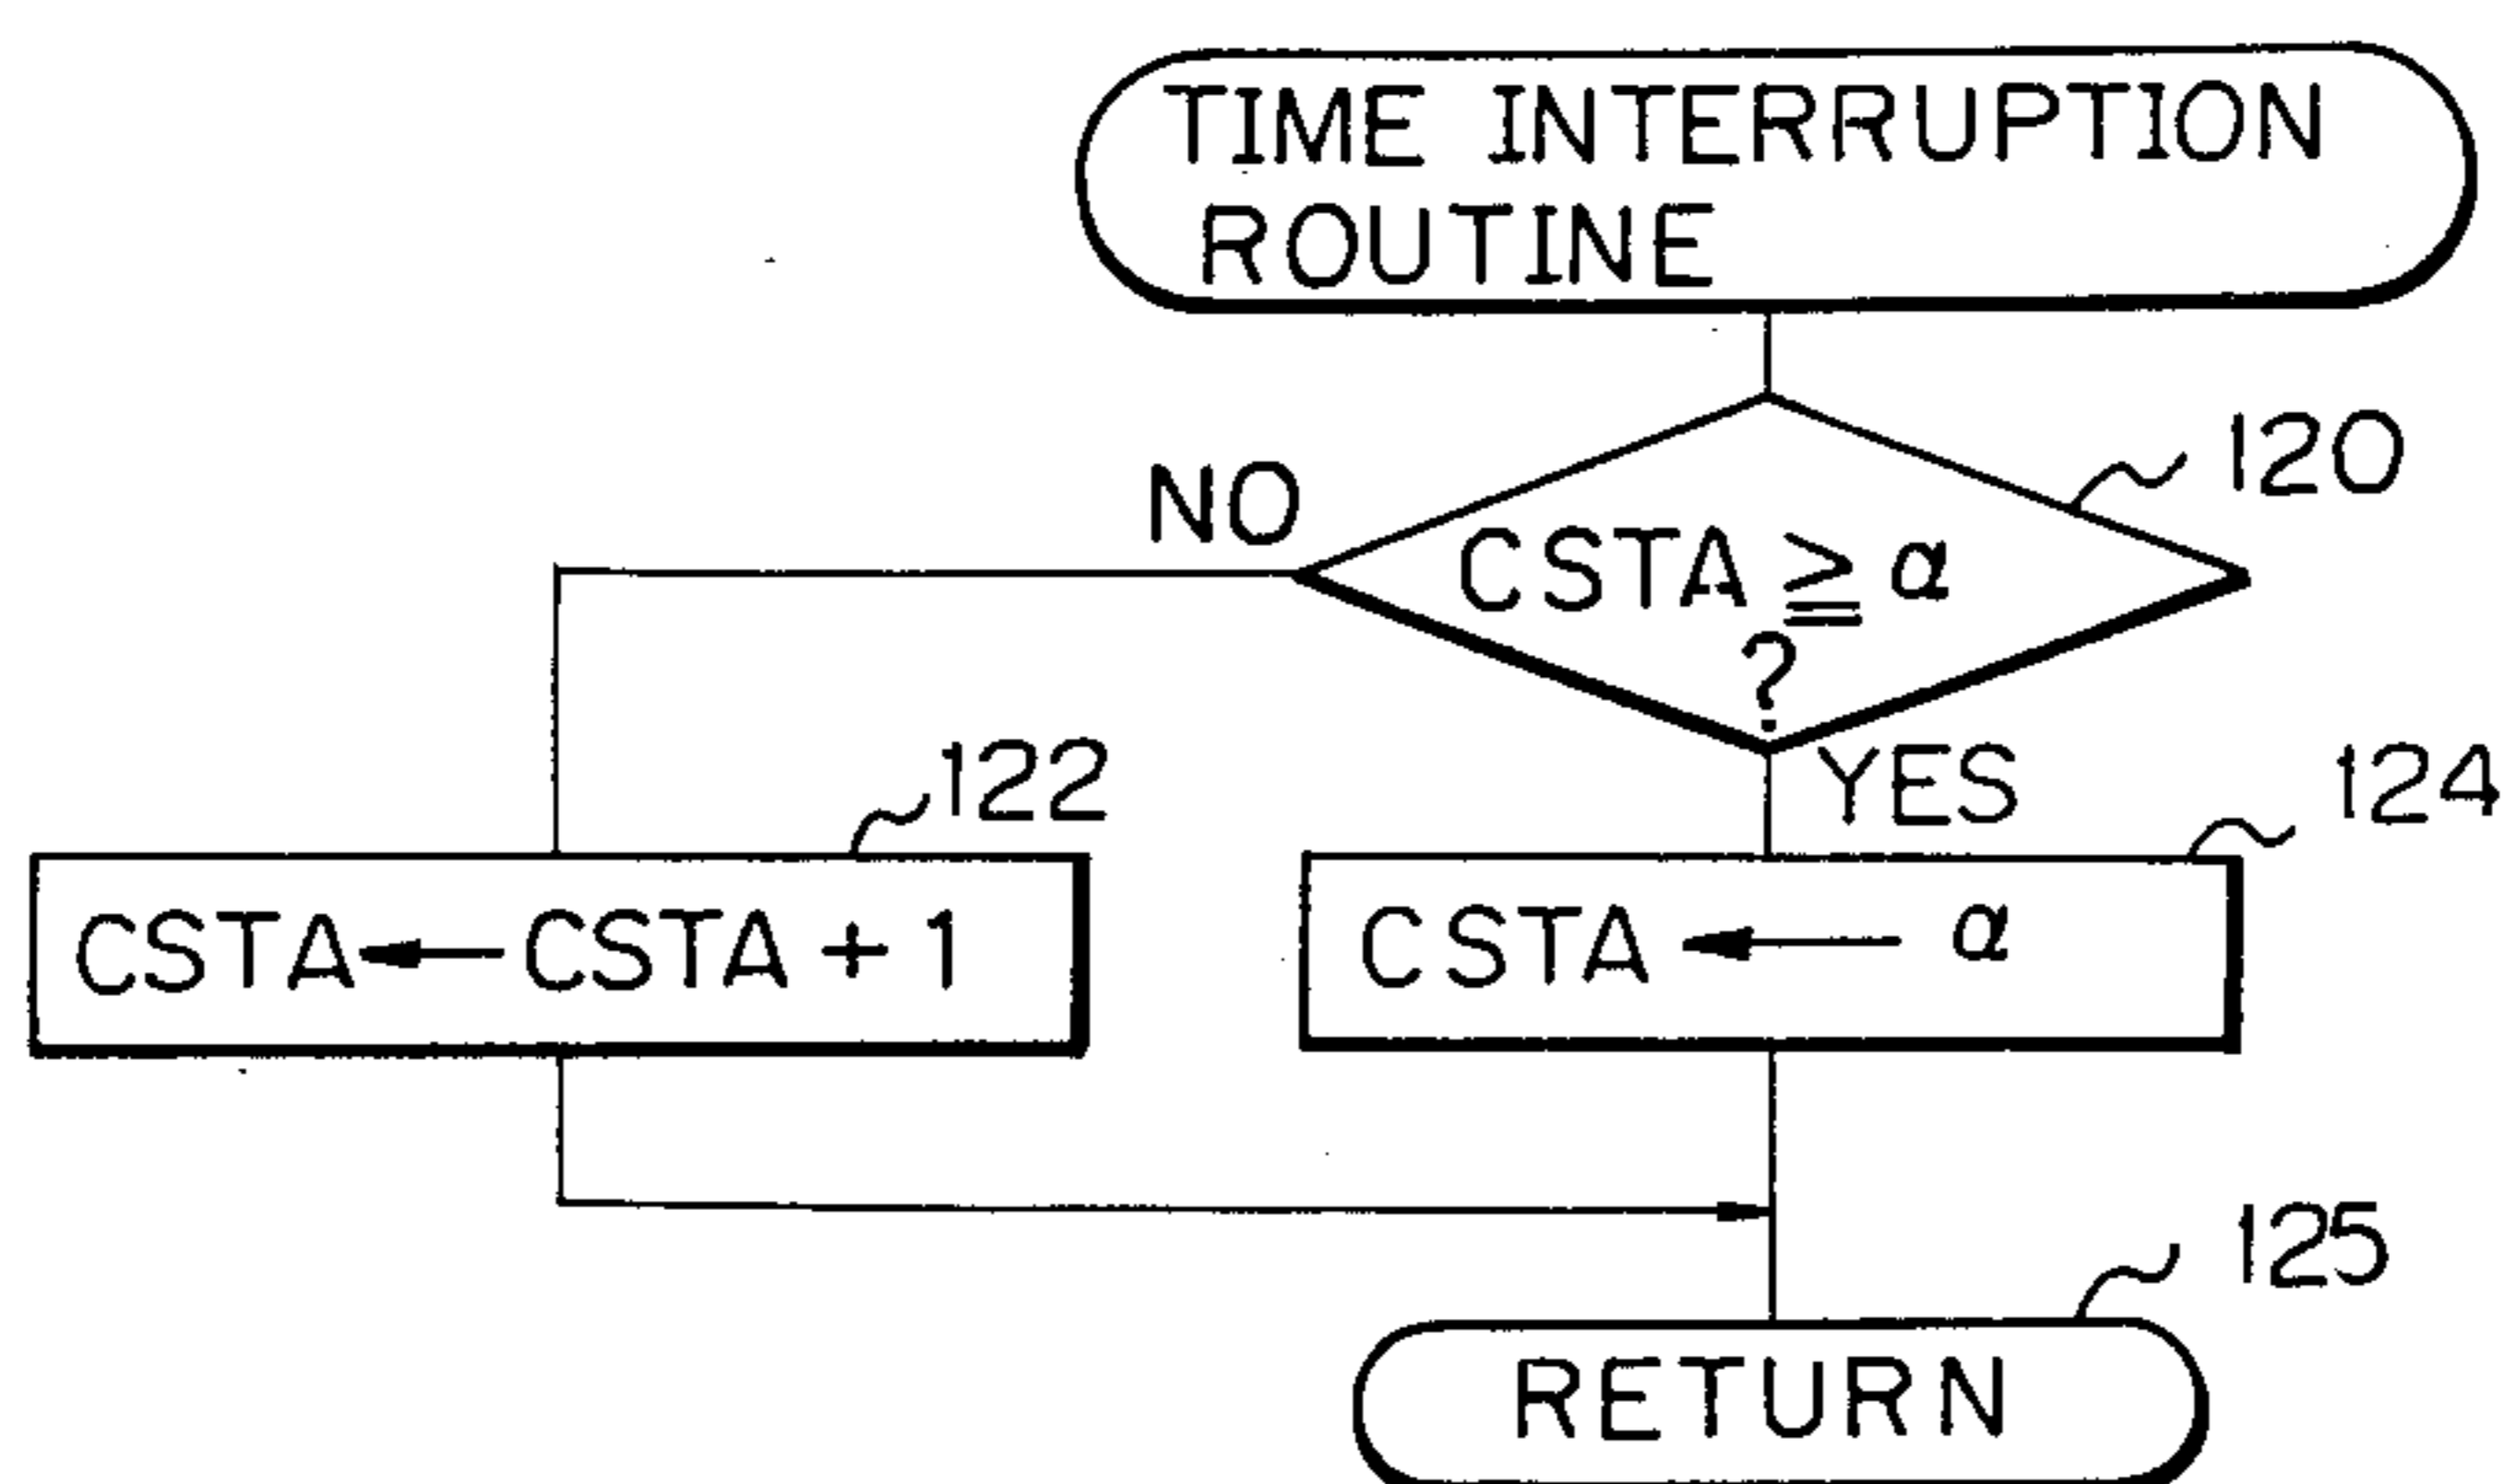 TIME INTERRUPTION
ROUTINE
120
NO
CSTA ≧ α
?
YES
122
124
CSTA ← CSTA + 1
CSTA ← α
125
RETURN